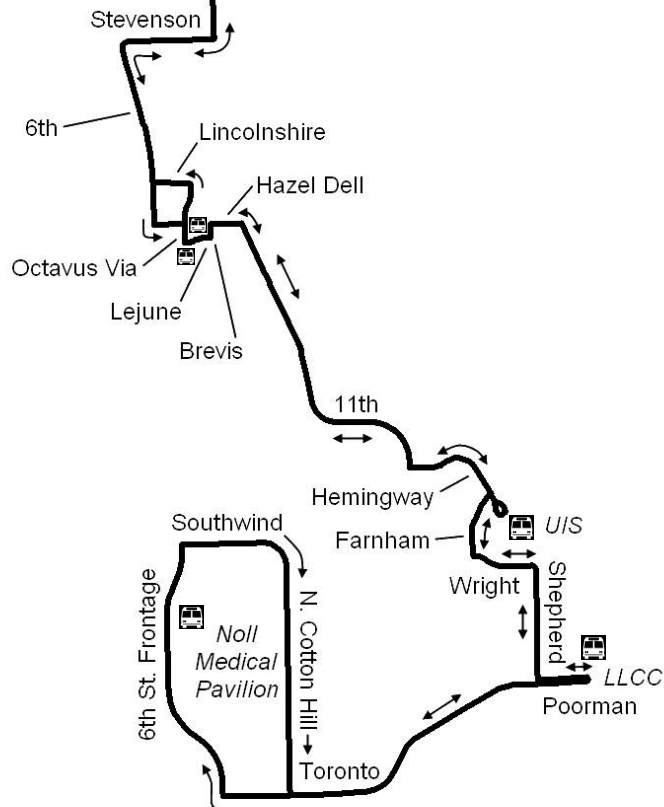 Stevenson
6th
Lincolnshire
Hazel Dell
Octavus Via
Lejune
Brevis
11th
Hemingway
Southwind
UIS
Farnham
Wright
Shepherd
6th St. Frontage
Noll
Medical
Pavilion
N. Cotton Hill
LLCC
Poorman
Toronto